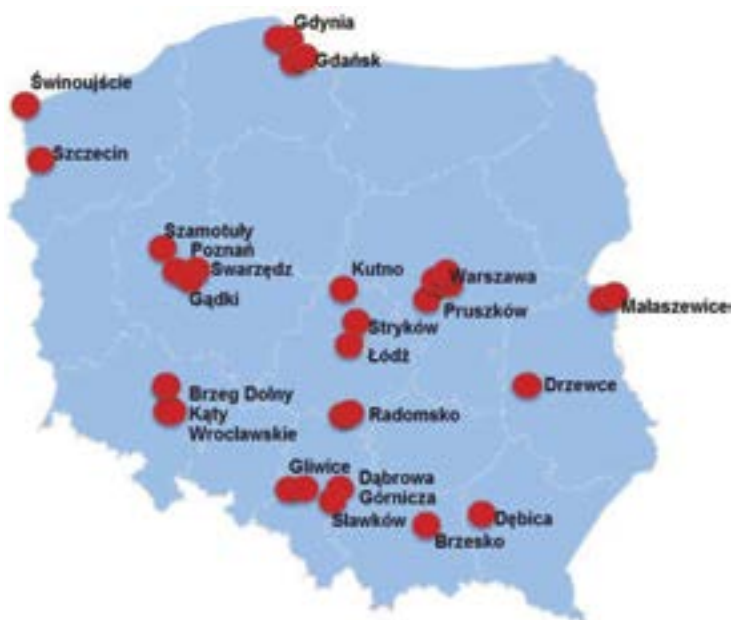 Gdynia
Gdańsk
Świnoujście
Szczecin
Szamotuły
Poznań
Swarzędz
Gądki
Kutno
Warszawa
Pruszków
Małaszewicze
Stryków
Łódź
Drzewce
Brzeg Dolny
Kąty
Wrocławskie
Radomsko
Gliwice
Dąbrowa
Górnicza
Sławków
Dębica
Brzesko